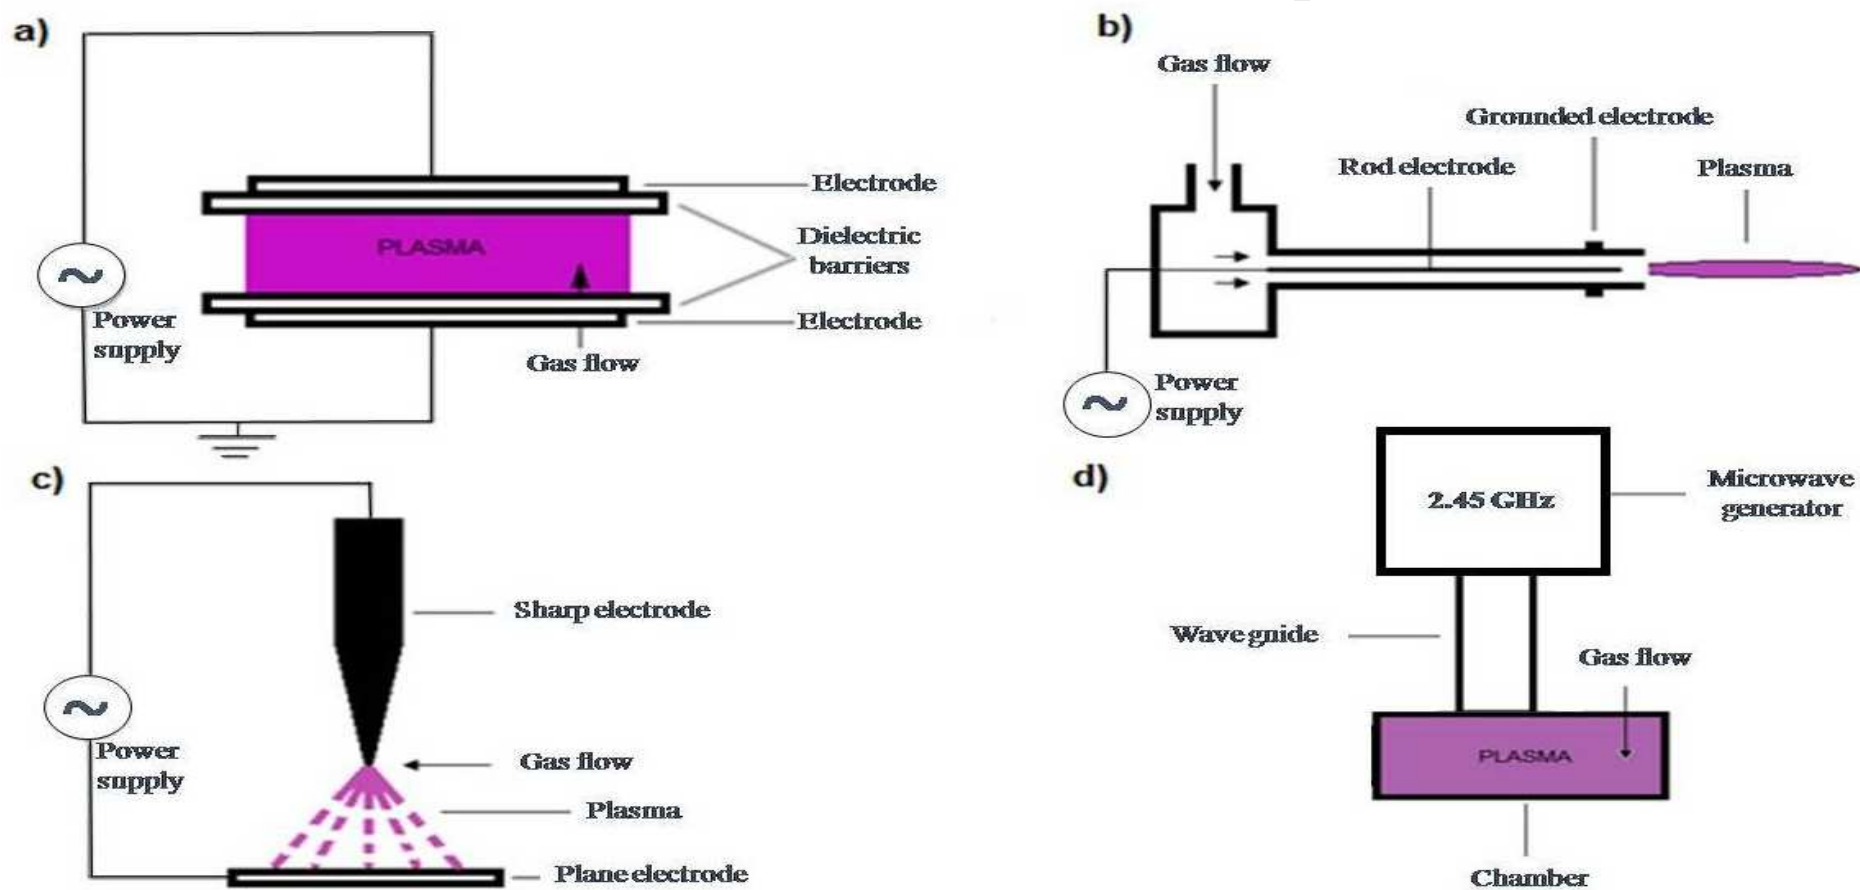 a)
Electrode
PLASMA
Dielectric
barriers
Power
supply
Electrode
Gas flow
b)
Gas flow
Grounded electrode
Rod electrode
Plasma
Power
supply
c)
Sharp electrode
Power
supply
Gas flow
Plasma
Plane electrode
d)
2.45 GHz
Microwave
generator
Wave guide
Gas flow
PLASMA
Chamber